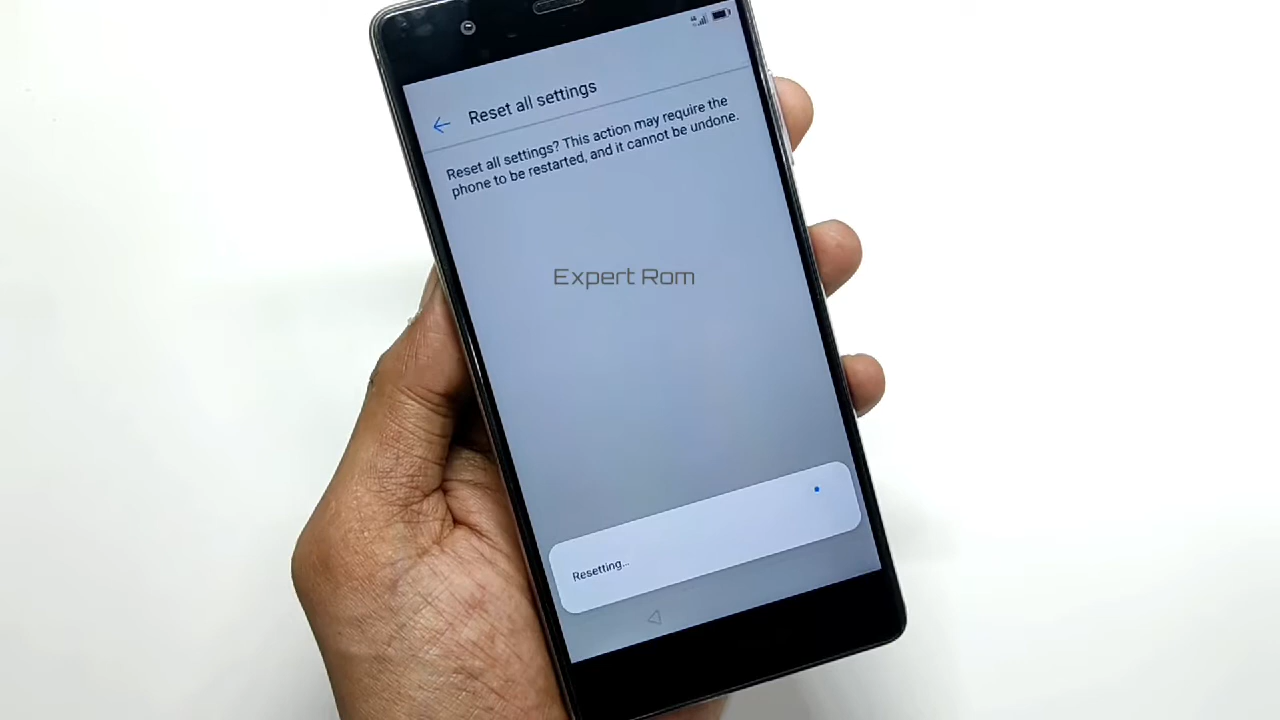 Reset all settings
Reset all settings? This action may require the
phone to be restarted, and it cannot be undone.
Expert Rom
Resetting...